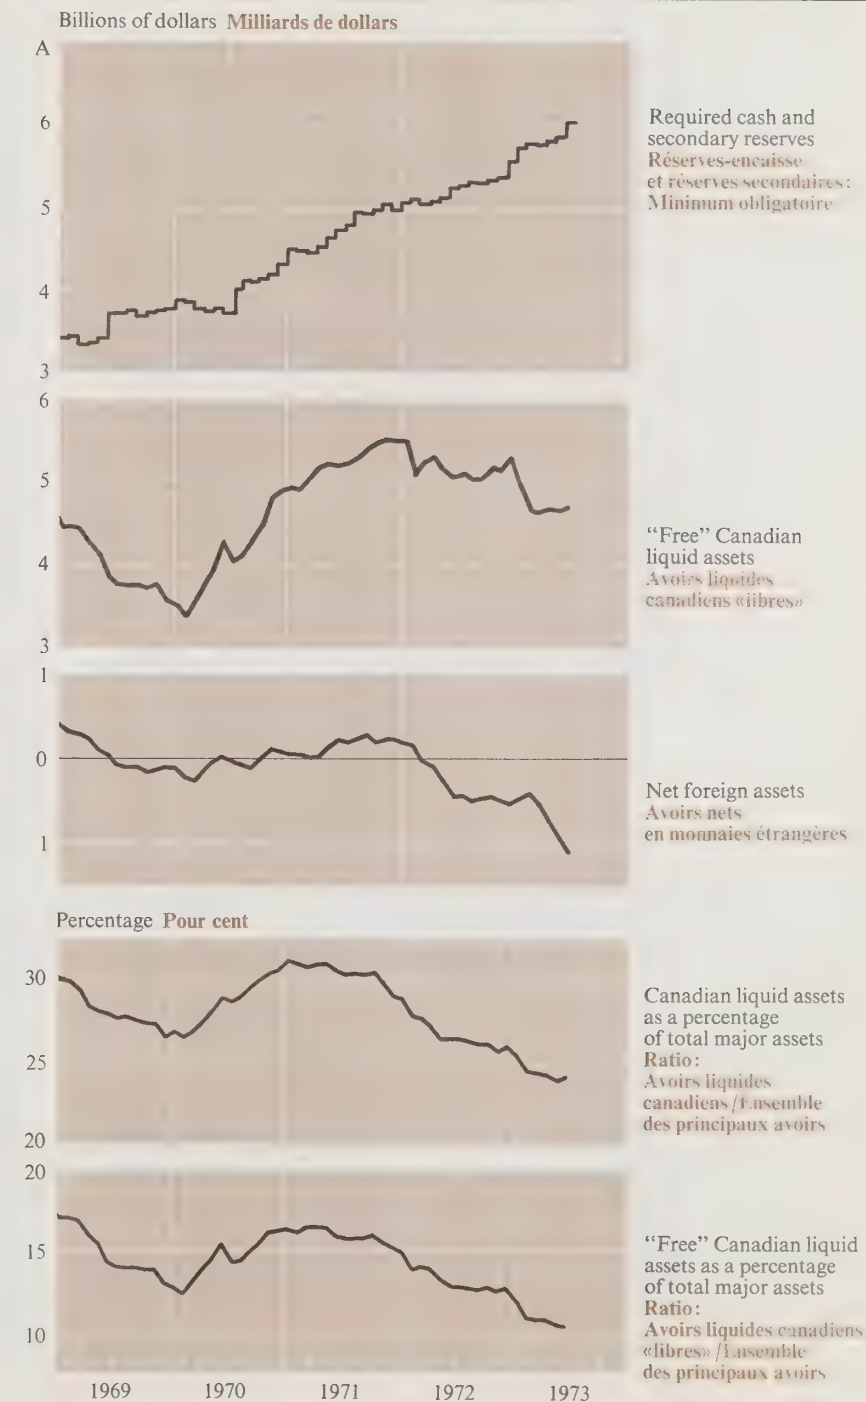 Billions of dollars Milliards de dollars
A
6
5
4
3
Required cash and
secondary reserves
Réserves-encaisse
et réserves secondaires:
Minimum obligatoire
6
5
4
3
“Free” Canadian
liquid assets
Avoirs liquides
canadiens «libres»
1
0
1
Net foreign assets
Avoirs nets
en monnaies étrangères
Percentage Pour cent
30
25
20
Canadian liquid assets
as a percentage
of total major assets
Ratio:
Avoirs liquides
canadiens/Ensemble
des principaux avoirs
20
15
10
“Free” Canadian liquid
assets as a percentage
of total major assets
Ratio:
Avoirs liquides canadiens
«libres»/Ensemble
des principaux avoirs
1969 1970 1971 1972 1973